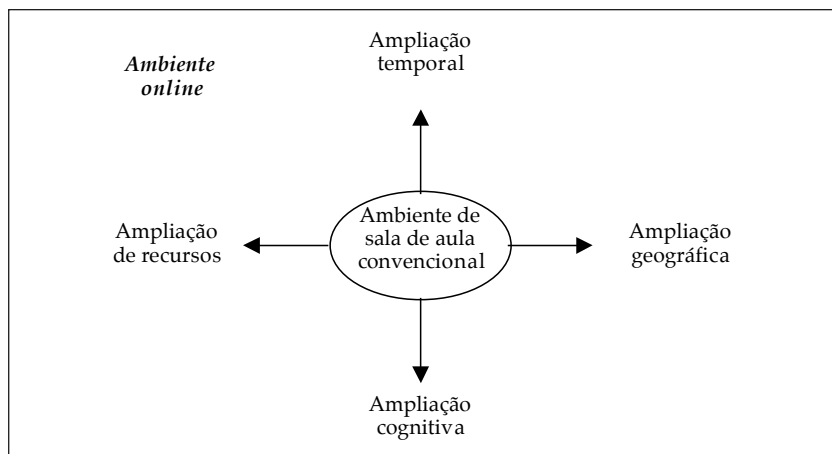 Ampliação
temporal
Ambiente
online
Ampliação
de recursos
Ambiente de
sala de aula
convencional
Ampliação
geográfica
Ampliação
cognitiva